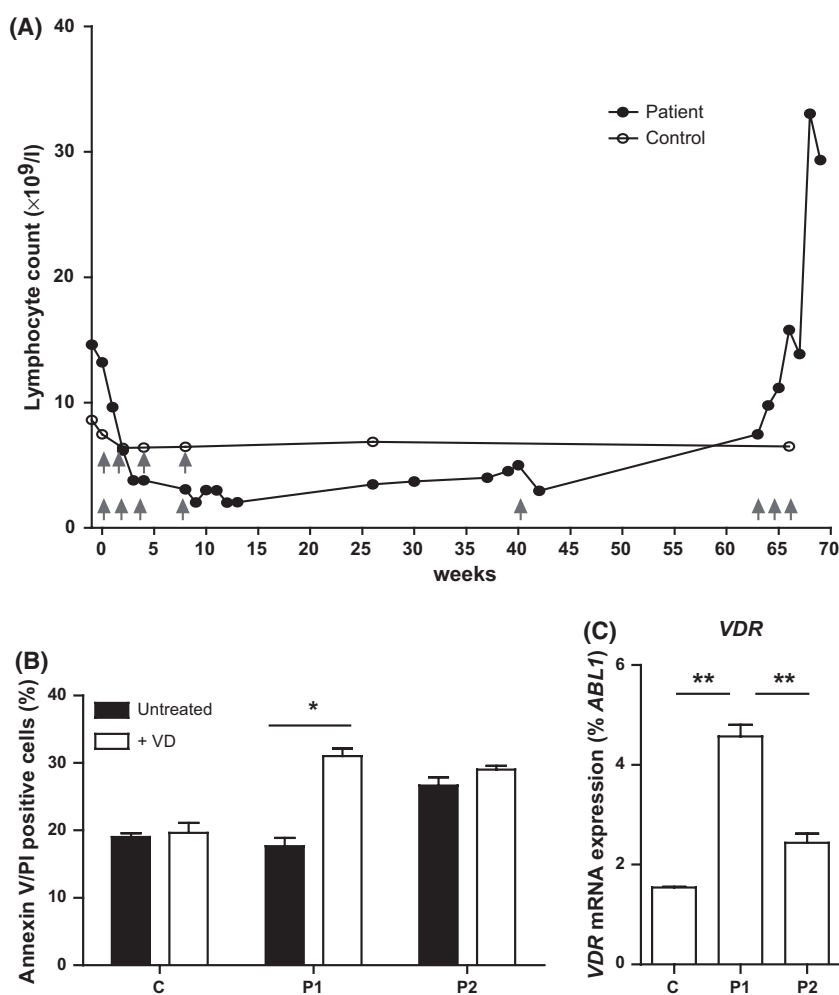 (A)
40
30
20
10
0
Lymphocyte count (×10⁹/l)
Patient
Control
0 5 10 15 20 25 30 35 40 45 50 55 60 65 70
weeks
(B)
Annexin V/PI positive cells (%)
40
30
20
10
0
Untreated
+ VD
*
C P1 P2
(C)
VDR
VDR mRNA expression (% ABL1)
6
4
2
0
** **
C P1 P2